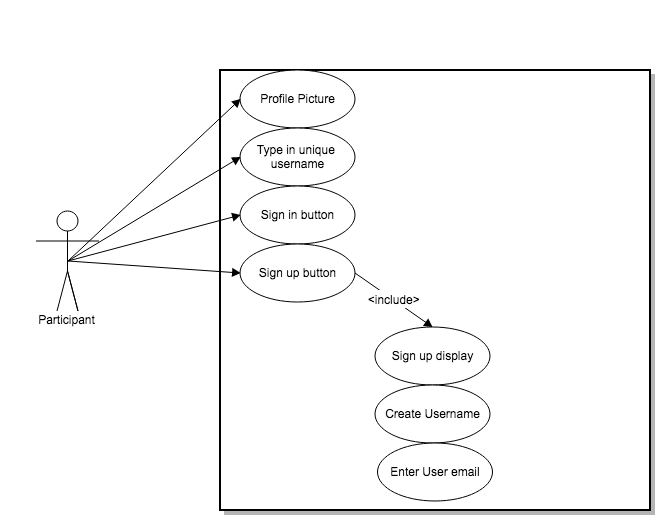 Profile Picture
Type in unique
username
Sign in button
Sign up button
<include>
Participant
Sign up display
Create Username
Enter User email